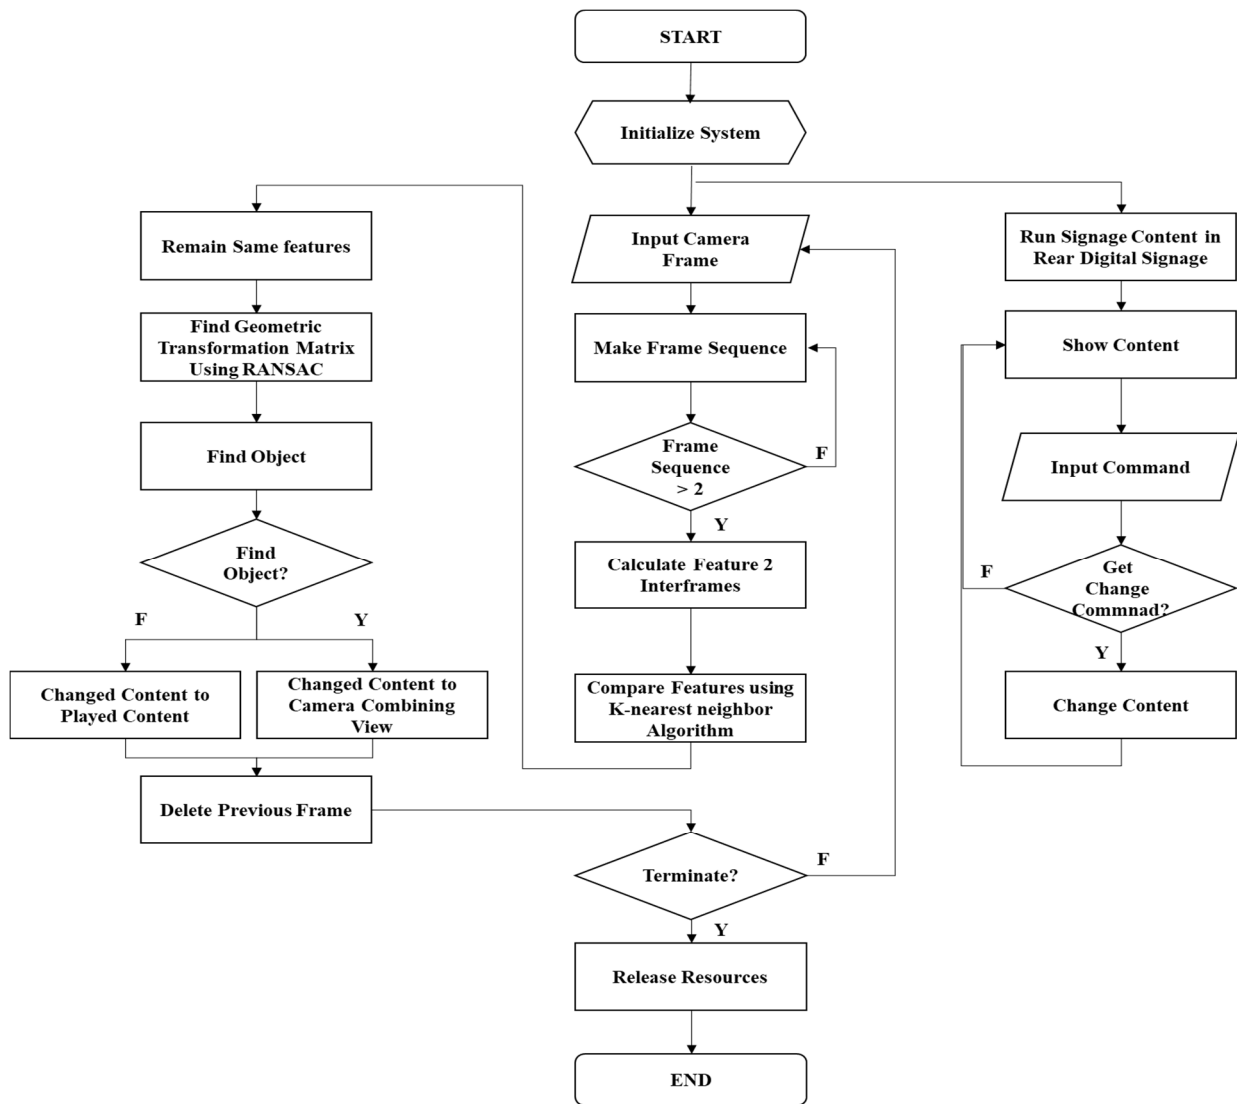 START
Initialize System
Remain Same features
Find Geometric
Transformation Matrix
Using RANSAC
Find Object
Find
Object?
F
Y
Changed Content to
Played Content
Changed Content to
Camera Combining
View
Delete Previous Frame
Input Camera
Frame
Make Frame Sequence
Frame
Sequence
> 2
F
Y
Calculate Feature 2
Interframes
Compare Features using
K-nearest neighbor
Algorithm
Terminate?
F
Y
Release Resources
END
Run Signage Content in
Rear Digital Signage
Show Content
Input Command
Get
Change
Commnad?
F
Y
Change Content